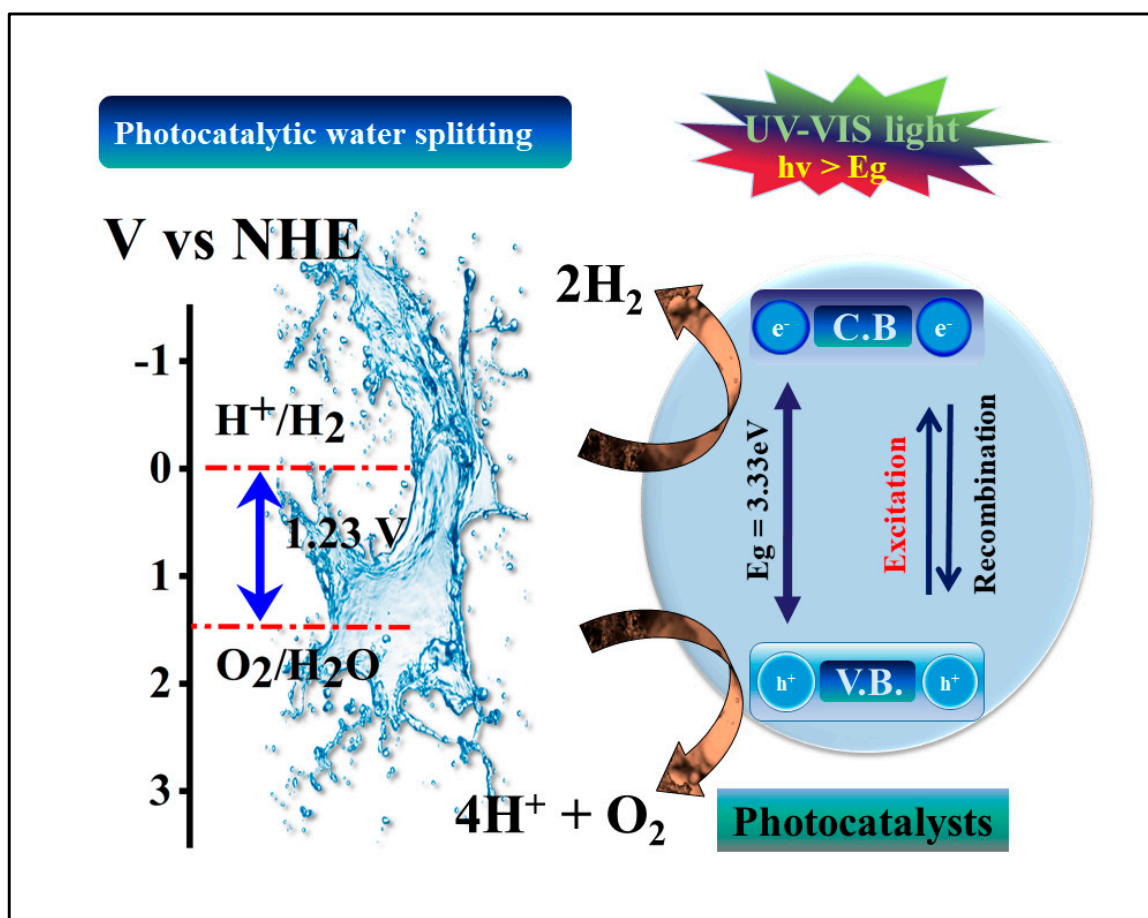 Photocatalytic water splitting
UV-VIS light
hv > Eg
V vs NHE
2H₂
e⁻ C.B e⁻
-1
H⁺/H₂
0
1.23 V
Eg = 3.33eV
Excitation
Recombination
1
O₂/H₂O
2
h⁺ V.B. h⁺
3
4H⁺ + O₂
Photocatalysts